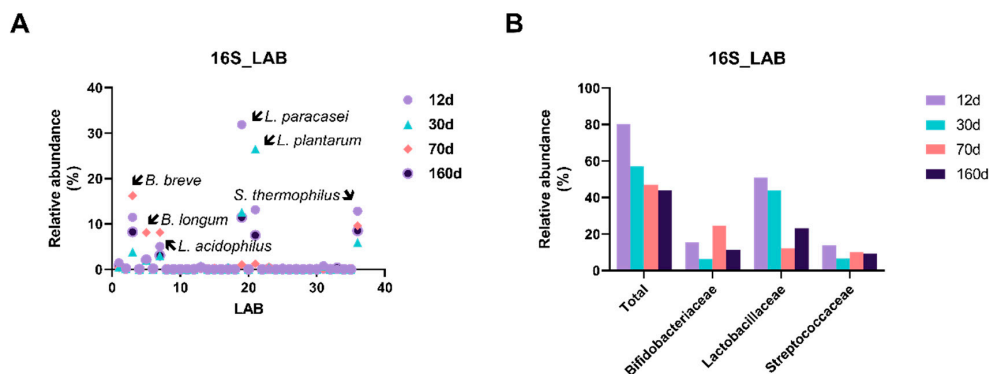 A
16S_LAB
Relative abundance
(%)
40
30
20
10
0
0
10
20
30
40
LAB
L. paracasei
L. plantarum
B. breve
S. thermophilus
B. longum
L. acidophilus
12d
30d
70d
160d
B
16S_LAB
Relative abundance
(%)
100
80
60
40
20
0
Total
Bifidobacteriaceae
Lactobacillaceae
Streptococcaceae
12d
30d
70d
160d